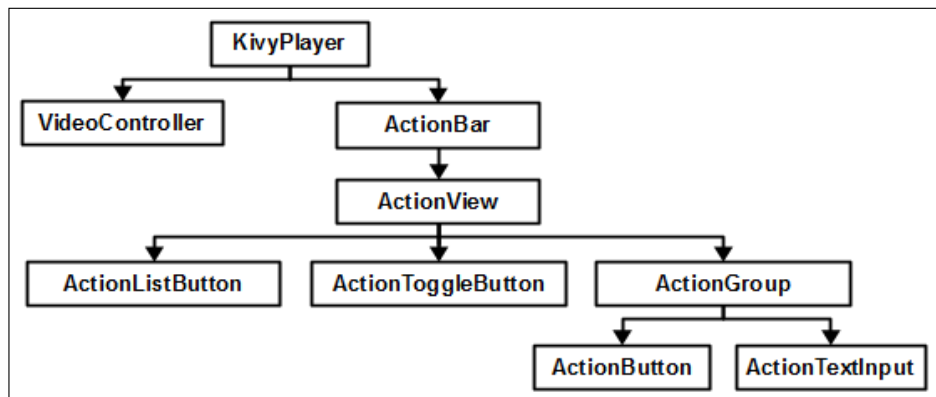 KivyPlayer
VideoController
ActionBar
ActionView
ActionListButton
ActionToggleButton
ActionGroup
ActionButton
ActionTextInput